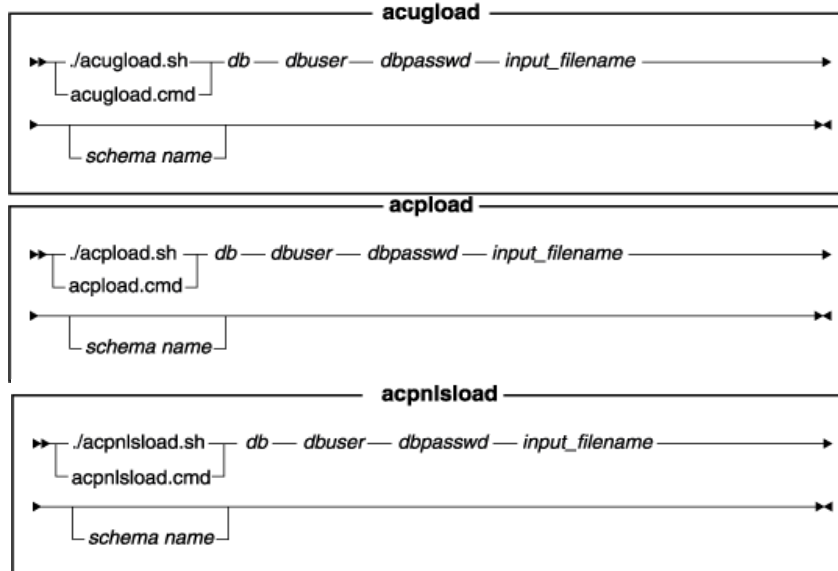 acugload
./acugload.sh db dbuser dbpasswd input_filename
acugload.cmd
schema name
acpload
./acpload.sh db dbuser dbpasswd input_filename
acpload.cmd
schema name
acpnlsload
./acpnlsload.sh db dbuser dbpasswd input_filename
acpnlsload.cmd
schema name